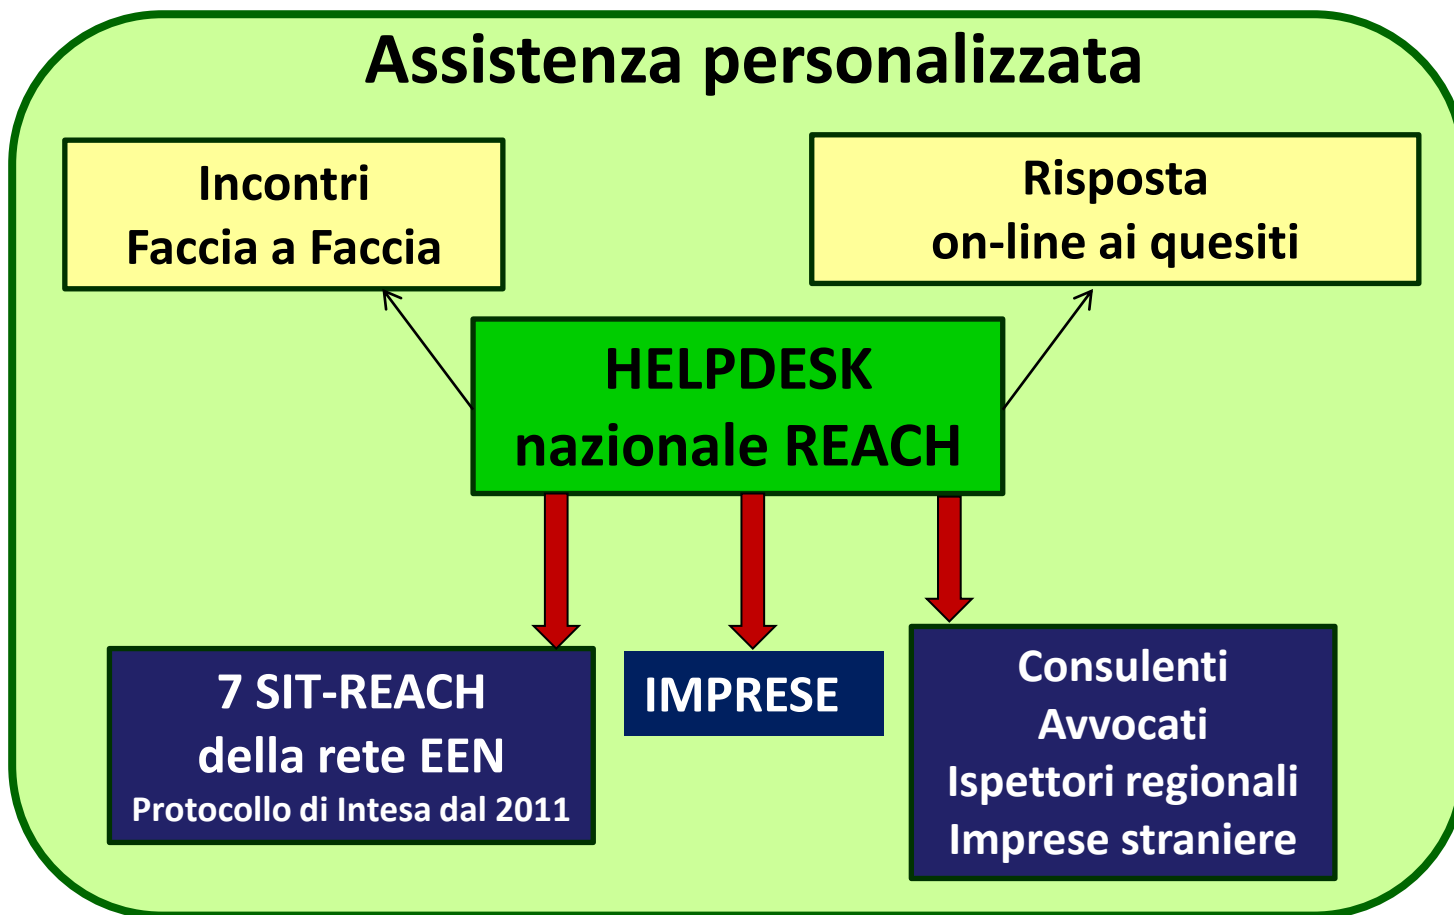 Assistenza personalizzata
Incontri
Faccia a Faccia
Risposta
on-line ai quesiti
HELPDESK
nazionale REACH
7 SIT-REACH
della rete EEN
Protocollo di Intesa dal 2011
IMPRESE
Consulenti
Avvocati
Ispettori regionali
Imprese straniere